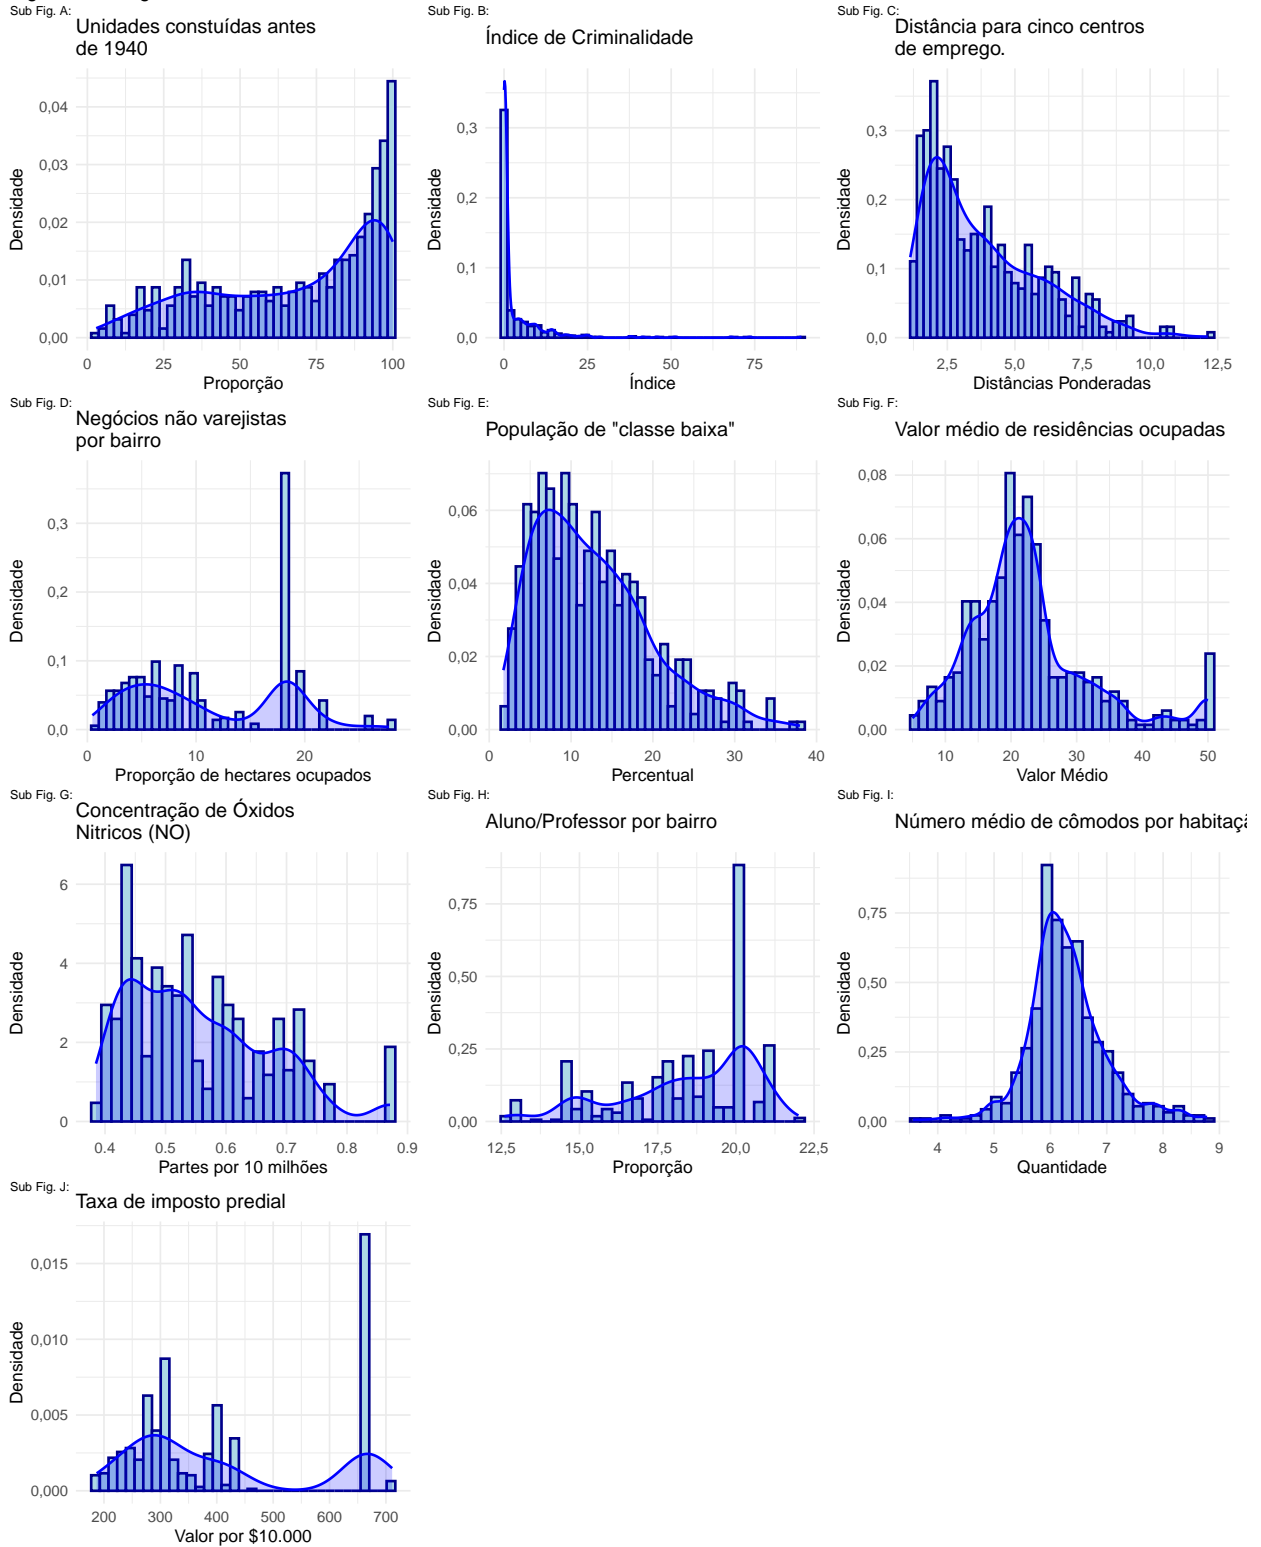 Sub Fig. A:
Unidades constuídas antes
de 1940
Densidade
0,04
0,03
0,02
0,01
0,00
0 25 50 75 100
Proporção
Sub Fig. B:
Índice de Criminalidade
Densidade
0,3
0,2
0,1
0,0
0 25 50 75
Índice
Sub Fig. C:
Distância para cinco centros
de emprego.
Densidade
0,3
0,2
0,1
0,0
2,5 5,0 7,5 10,0 12,5
Distâncias Ponderadas
Sub Fig. D:
Negócios não varejistas
por bairro
Densidade
0,3
0,2
0,1
0,0
0 10 20
Proporção de hectares ocupados
Sub Fig. E:
População de "classe baixa"
Densidade
0,06
0,04
0,02
0,00
0 10 20 30 40
Percentual
Sub Fig. F:
Valor médio de residências ocupadas
Densidade
0,08
0,06
0,04
0,02
0,00
10 20 30 40 50
Valor Médio
Sub Fig. G:
Concentração de Óxidos
Nitricos (NO)
Densidade
6
4
2
0
0.4 0.5 0.6 0.7 0.8 0.9
Partes por 10 milhões
Sub Fig. H:
Aluno/Professor por bairro
Densidade
0,75
0,50
0,25
0,00
12,5 15,0 17,5 20,0 22,5
Proporção
Sub Fig. I:
Número médio de cômodos por
Densidade
0,75
0,50
0,25
0,00
4 5 6 7 8 9
Quantidade
Sub Fig. J:
Taxa de imposto predial
Densidade
0,015
0,010
0,005
0,000
200 300 400 500 600 700
Valor por $10.000